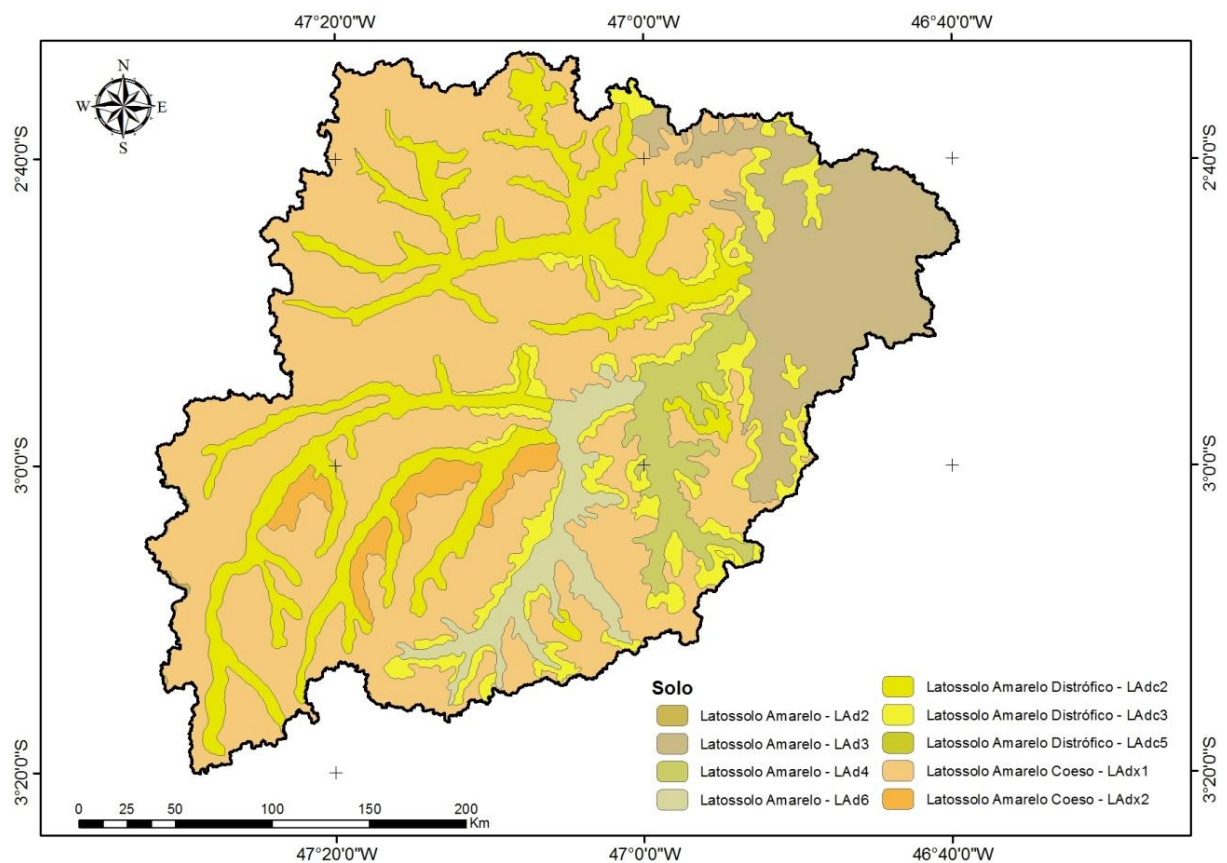 47°20'0"W 47°0'0"W 46°40'0"W
N
W E
S
2°40'0"S 2°40'0"S
3°0'0"S 3°0'0"S
3°20'0"S 3°20'0"S
Solo
Latossolo Amarelo - LAd2
Latossolo Amarelo - LAd3
Latossolo Amarelo - LAd4
Latossolo Amarelo - LAd6
Latossolo Amarelo Distrófico - LAdc2
Latossolo Amarelo Distrófico - LAdc3
Latossolo Amarelo Distrófico - LAdc5
Latossolo Amarelo Coeso - LAdx1
Latossolo Amarelo Coeso - LAdx2
0 25 50 100 150 200
Km
47°20'0"W 47°0'0"W 46°40'0"W